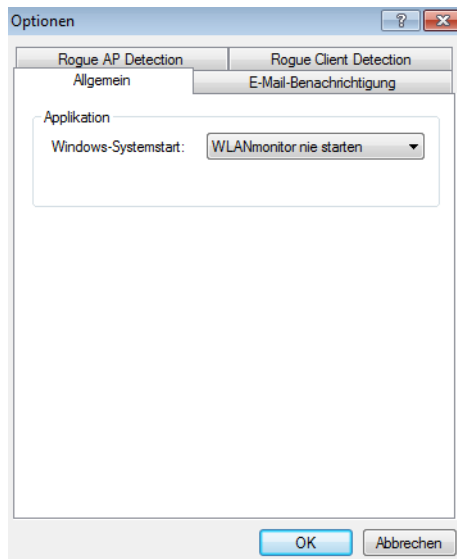 Optionen
Rogue AP Detection
Rogue Client Detection
Allgemein
E-Mail-Benachrichtigung
Applikation
Windows-Systemstart: WLANmonitor nie starten
OK Abbrechen